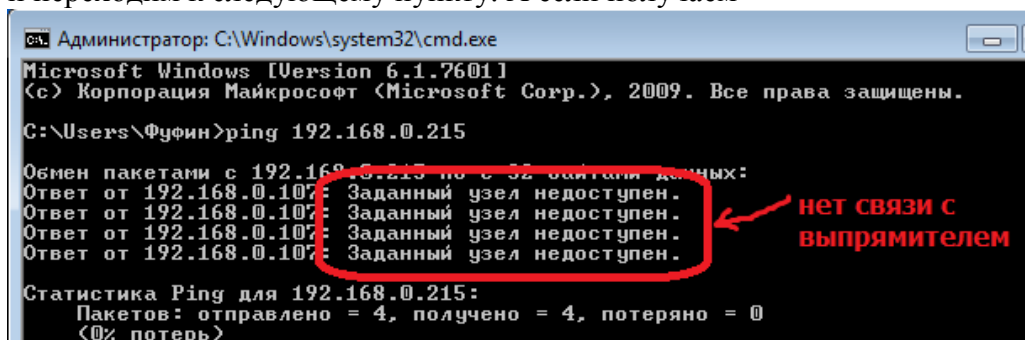 и переходим к следующему пункту. А если получаем
Администратор: C:\Windows\system32\cmd.exe
Microsoft Windows [Version 6.1.7601]
(c) Корпорация Майкрософт (Microsoft Corp.), 2009. Все права защищены.
C:\Users\Фуфин>ping 192.168.0.215
Обмен пакетами с 192.168.0.215 по с 32 байтами данных:
Ответ от 192.168.0.107: Заданный узел недоступен.
Ответ от 192.168.0.107: Заданный узел недоступен.
Ответ от 192.168.0.107: Заданный узел недоступен.
Ответ от 192.168.0.107: Заданный узел недоступен.
нет связи с
выпрямителем
Статистика Ping для 192.168.0.215:
Пакетов: отправлено = 4, получено = 4, потеряно = 0
(0% потерь)